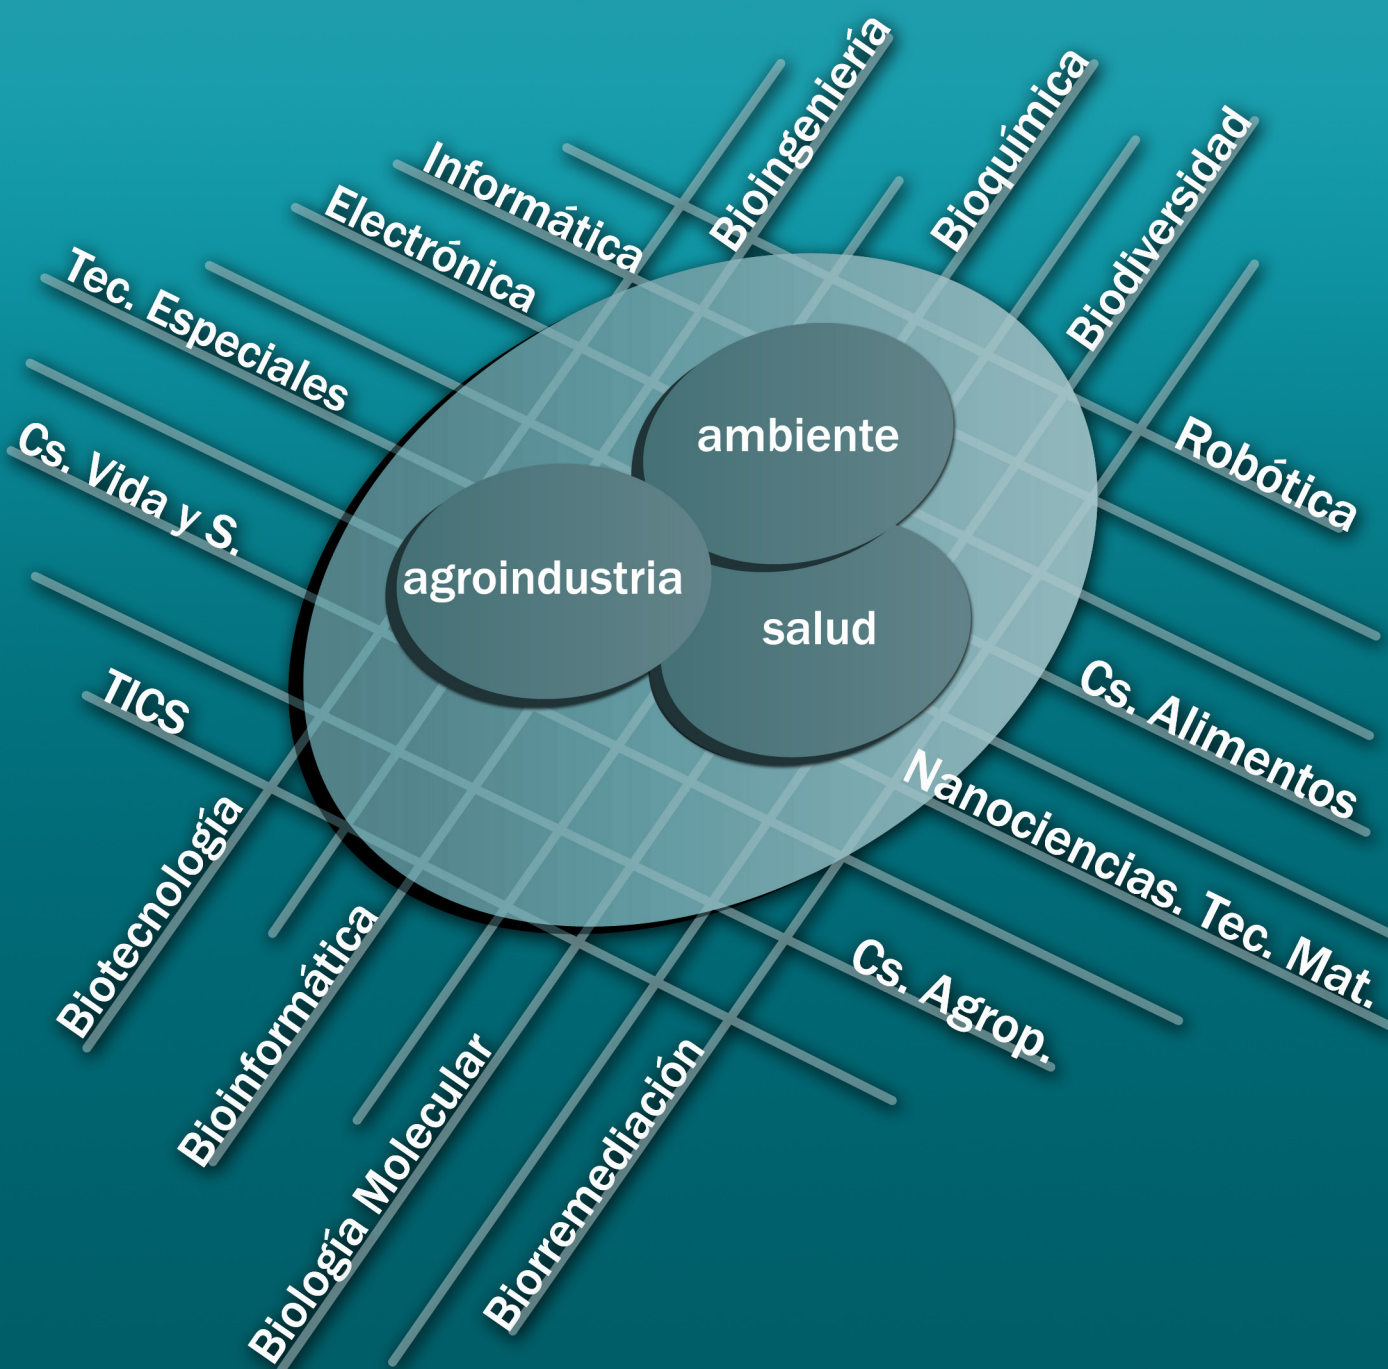 Bioingeniería
Bioquímica
Biodiversidad
Informática
Electrónica
Tec. Especiales
Cs. Vida y S.
TICS
ambiente
agroindustria
salud
Robótica
Cs. Alimentos
Nanociencias. Tec. Mat.
Cs. Agrop.
Biotecnología
Bioinformática
Biología Molecular
Biorremediación